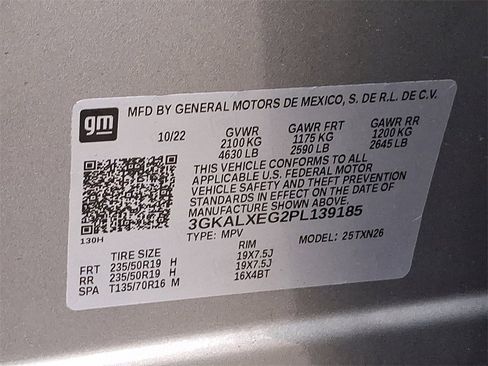 gm
MFD BY GENERAL MOTORS DE MEXICO, S. DE R.L. DE C.V.
10/22 GVWR GAWR FRT GAWR RR
2100 KG 1175 KG 1200 KG
4630 LB 2590 LB 2645 LB
THIS VEHICLE CONFORMS TO ALL
APPLICABLE U.S. FEDERAL MOTOR
VEHICLE SAFETY AND THEFT PREVENTION
STANDARDS IN EFFECT ON THE DATE OF
MANUFACTURE SHOWN ABOVE.
3GKALXEG2PL139185
130H
TYPE: MPV MODEL: 25TXN26
TIRE SIZE RIM
FRT 235/50R19 H 19X7.5J
RR 235/50R19 H 19X7.5J
SPA T135/70R16 M 16X4BT